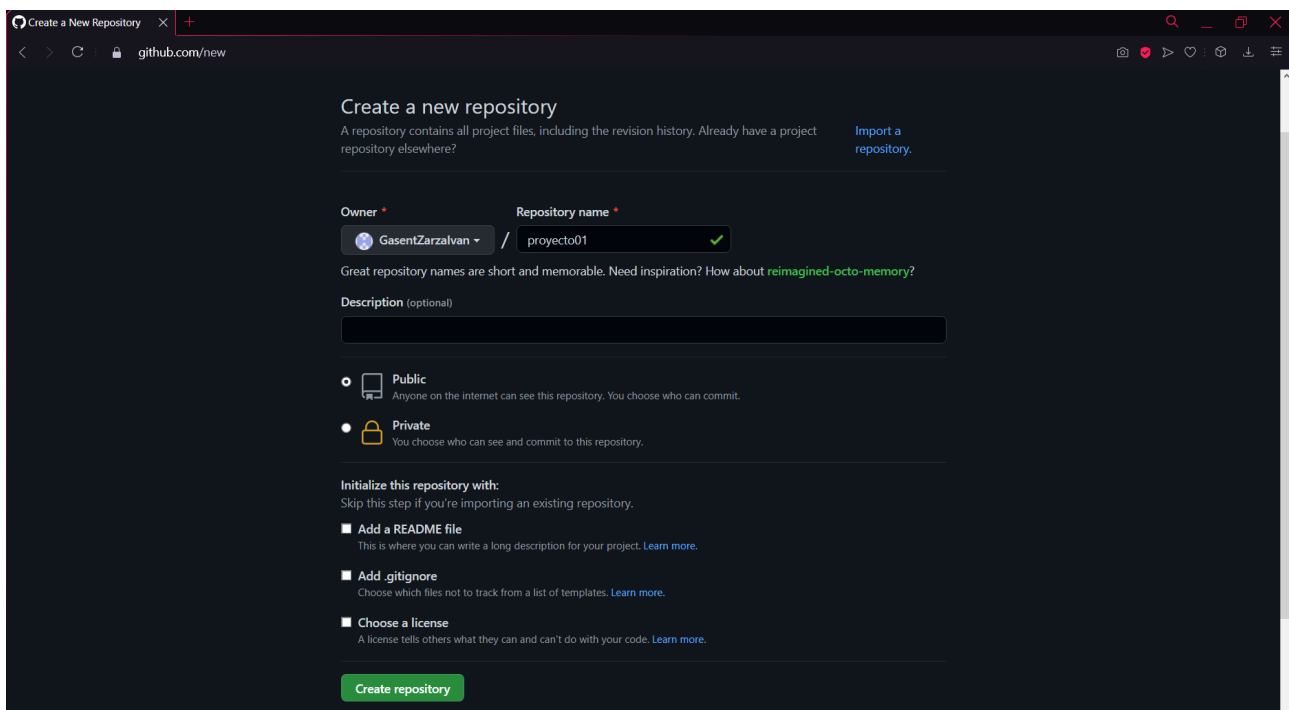 Create a New Repository
github.com/new
Create a new repository
A repository contains all project files, including the revision history. Already have a project
repository elsewhere?
Import a
repository.
Owner *
Repository name *
GasentZarzalvan
/
proyecto01
Great repository names are short and memorable. Need inspiration? How about reimagined-octo-memory?
Description (optional)
Public
Anyone on the internet can see this repository. You choose who can commit.
Private
You choose who can see and commit to this repository.
Initialize this repository with:
Skip this step if you're importing an existing repository.
Add a README file
This is where you can write a long description for your project. Learn more.
Add .gitignore
Choose which files not to track from a list of templates. Learn more.
Choose a license
A license tells others what they can and can't do with your code. Learn more.
Create repository